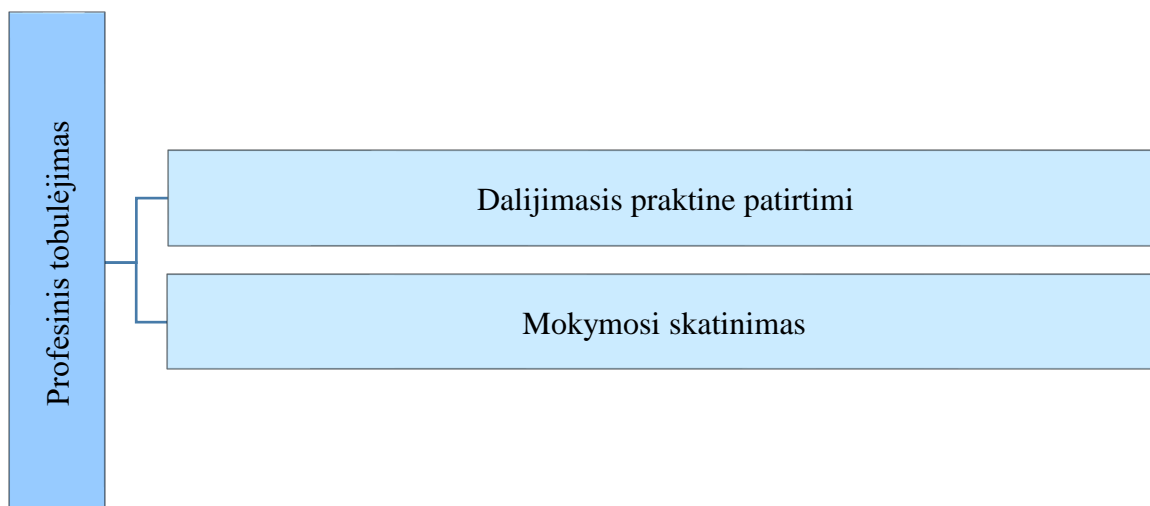 Profesinis tobulėjimas
Dalijimasis praktine patirtimi
Mokymosi skatinimas